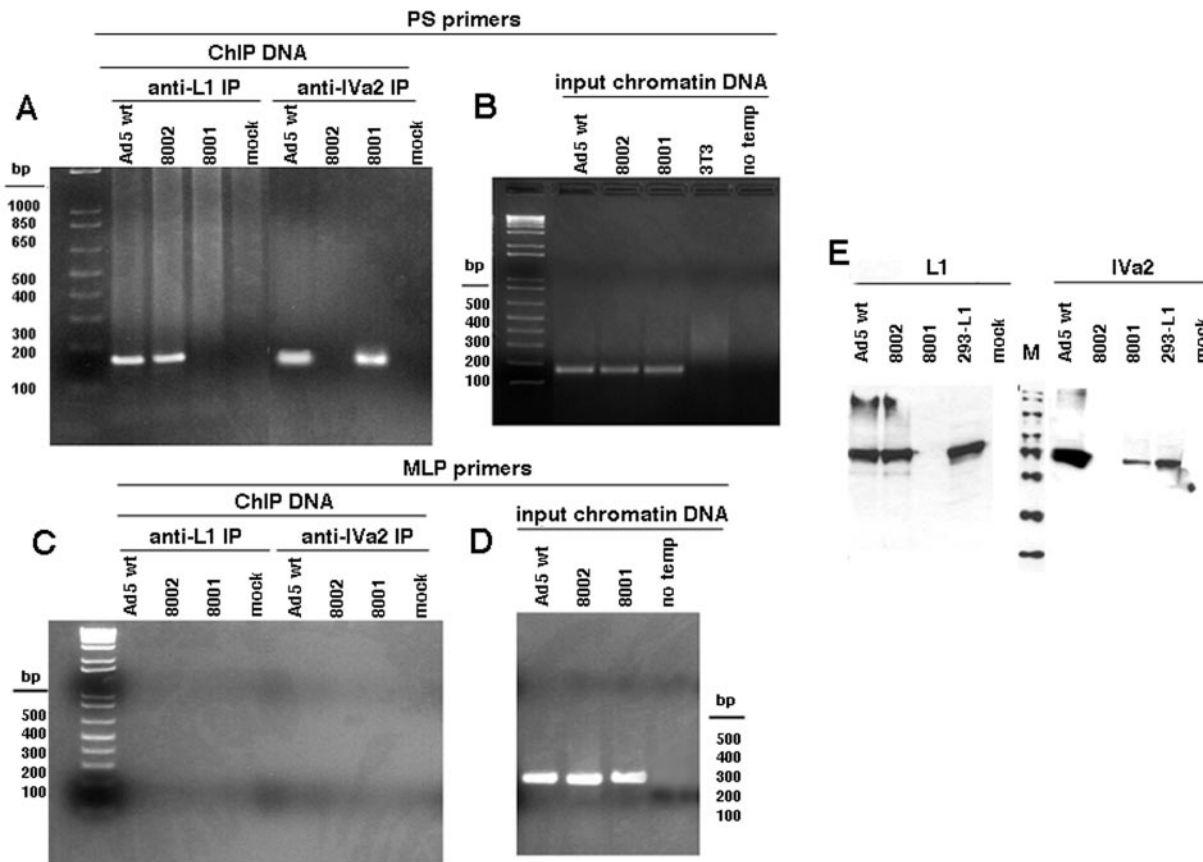 PS primers
ChIP DNA
anti-L1 IP anti-IVa2 IP
A
Ad5 wt 8002 8001 mock Ad5 wt 8002 8001 mock
bp
1000
850
650
500
400
300
200
100
input chromatin DNA
B
Ad5 wt 8002 8001 3T3 no temp
bp
500
400
300
200
100
MLP primers
ChIP DNA
anti-L1 IP anti-IVa2 IP
C
Ad5 wt 8002 8001 mock Ad5 wt 8002 8001 mock
bp
500
400
300
200
100
input chromatin DNA
D
Ad5 wt 8002 8001 no temp
bp
500
400
300
200
100
E
L1 IVa2
Ad5 wt 8002 8001 293-L1 mock M Ad5 wt 8002 8001 293-L1 mock